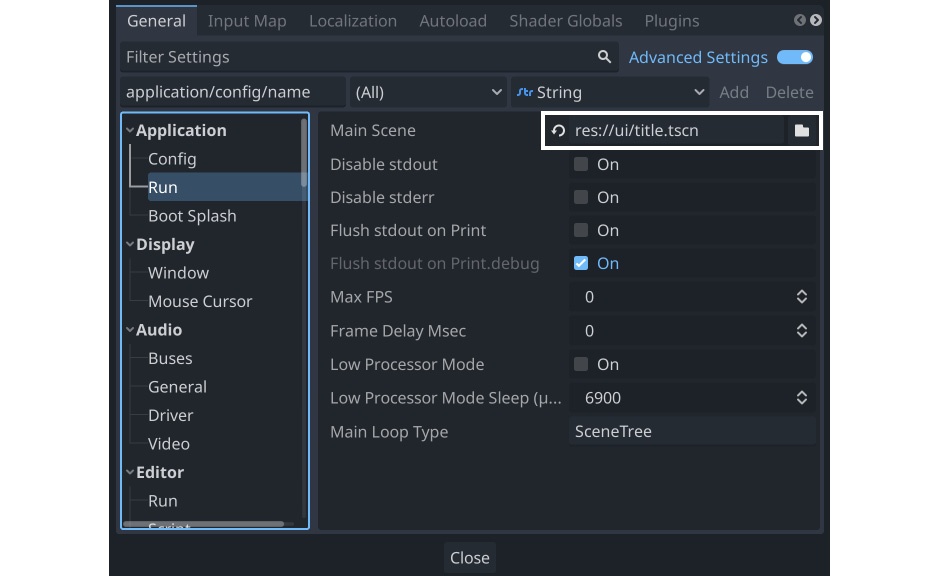 General Input Map Localization Autoload Shader Globals Plugins
Filter Settings Advanced Settings
application/config/name (All) Str String Add Delete
Application
Config
Run
Boot Splash
Display
Window
Mouse Cursor
Audio
Buses
General
Driver
Video
Editor
Run
Script
Main Scene res://ui/title.tscn
Disable stdout On
Disable stderr On
Flush stdout on Print On
Flush stdout on Print.debug On
Max FPS 0
Frame Delay Msec 0
Low Processor Mode On
Low Processor Mode Sleep (μ... 6900
Main Loop Type SceneTree
Close